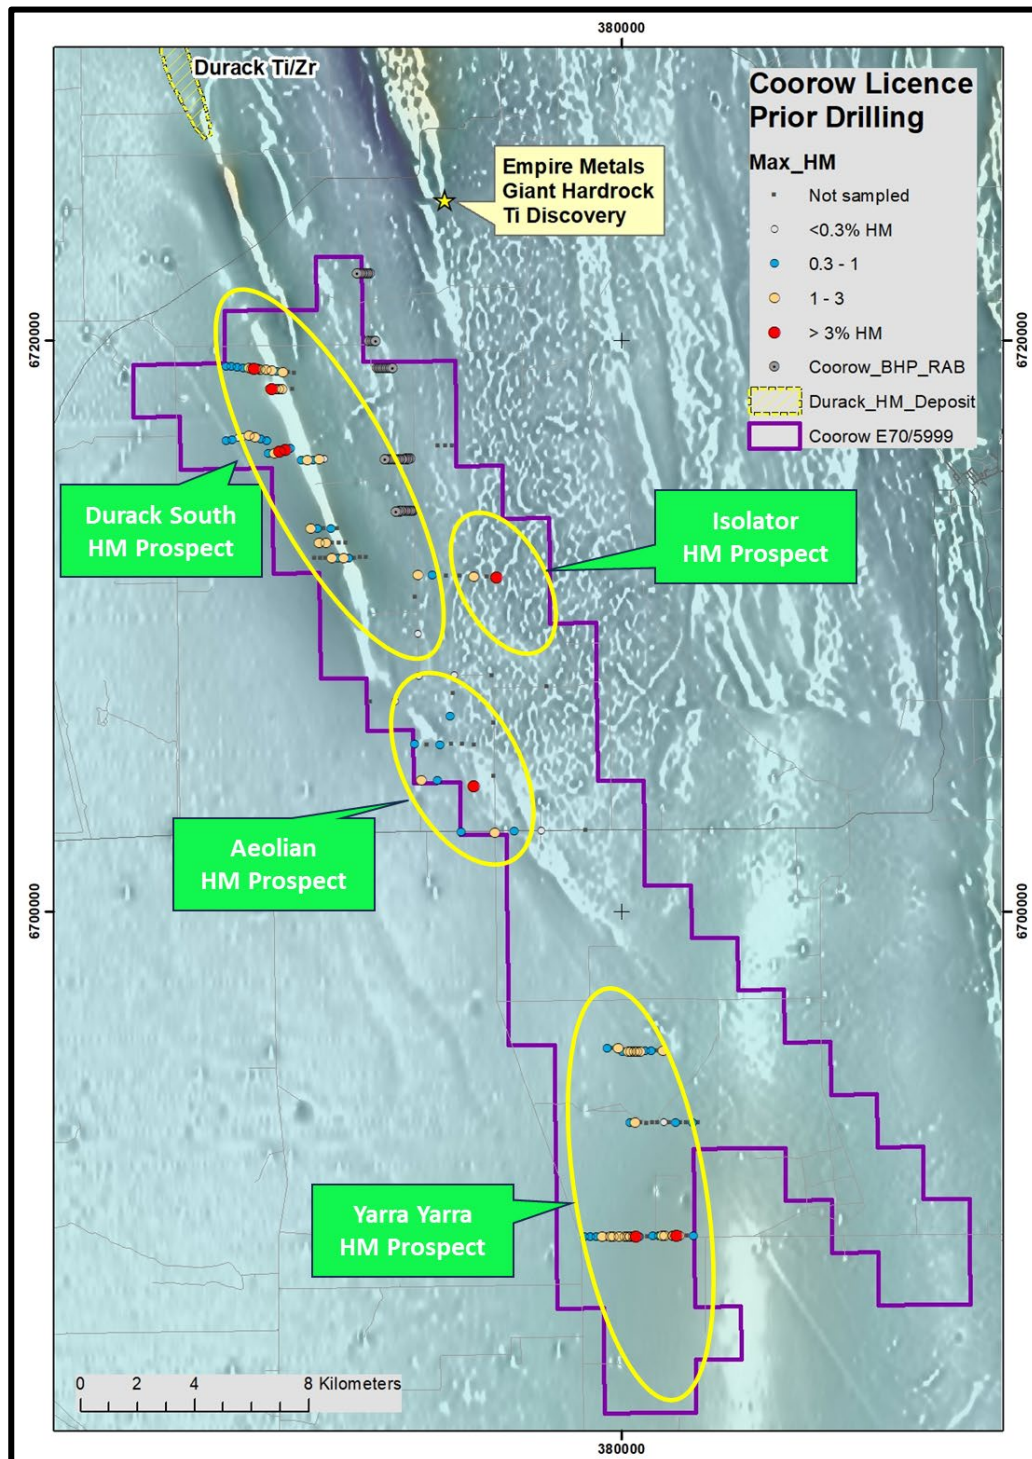 380000
Durack Ti/Zr
Coorow Licence
Prior Drilling
Max_HM
Not sampled
<0.3% HM
0.3 - 1
1 - 3
> 3% HM
Coorow_BHP_RAB
Durack_HM_Deposit
Coorow E70/5999
Empire Metals
Giant Hardrock
Ti Discovery
6720000
6720000
Durack South
HM Prospect
Isolator
HM Prospect
Aeolian
HM Prospect
6700000
6700000
Yarra Yarra
HM Prospect
0 2 4 8 Kilometers
380000